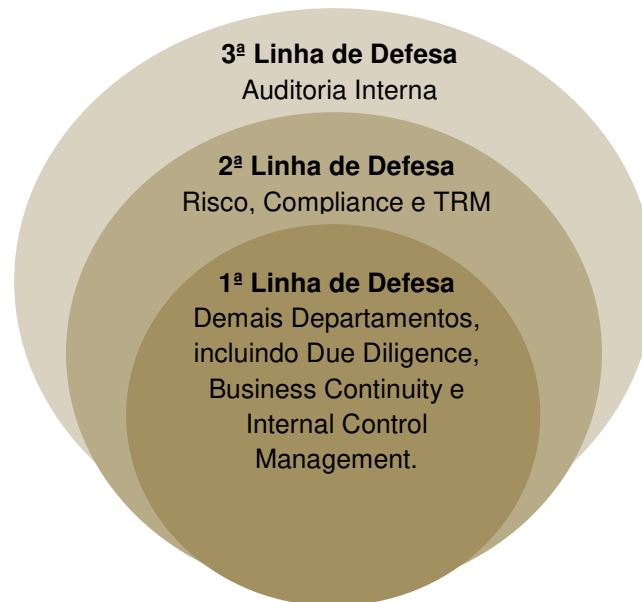 3ª Linha de Defesa
Auditoria Interna
2ª Linha de Defesa
Risco, Compliance e TRM
1ª Linha de Defesa
Demais Departamentos,
incluindo Due Diligence,
Business Continuity e
Internal Control
Management.